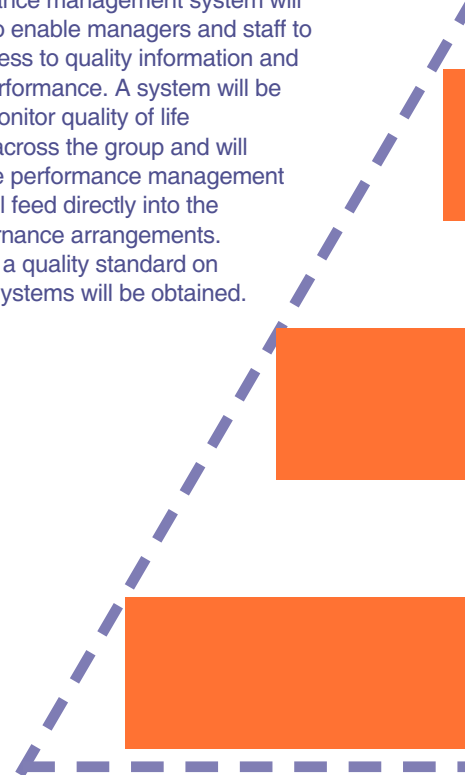 ance management system will
o enable managers and staff to
ess to quality information and
erformance. A system will be
onitor quality of life
across the group and will
e performance management
l feed directly into the
rnance arrangements.
a quality standard on
ystems will be obtained.